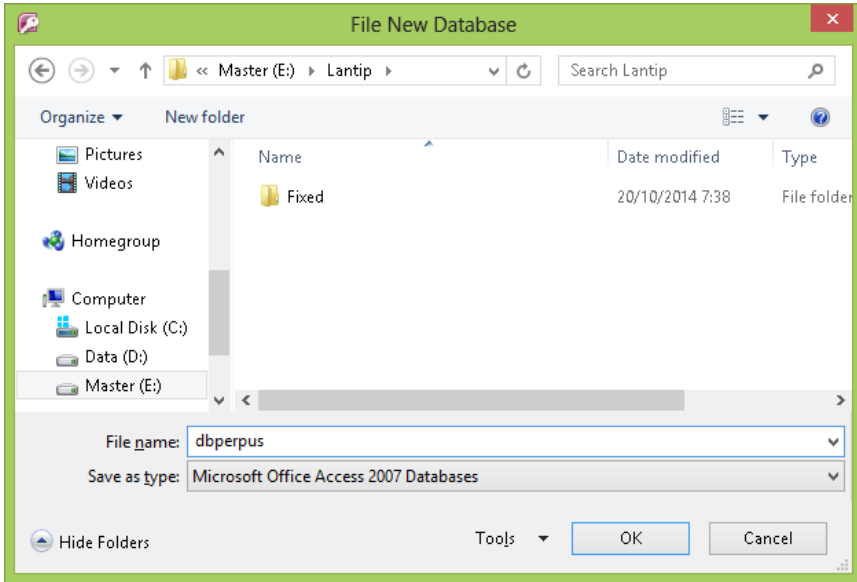 File New Database
« Master (E:) Lantip Search Lantip
Organize New folder
Pictures
Videos
Homegroup
Computer
Local Disk (C:)
Data (D:)
Master (E:)
Name Date modified Type
Fixed 20/10/2014 7:38 File folder
File name: dbperpus
Save as type: Microsoft Office Access 2007 Databases
Hide Folders Tools OK Cancel